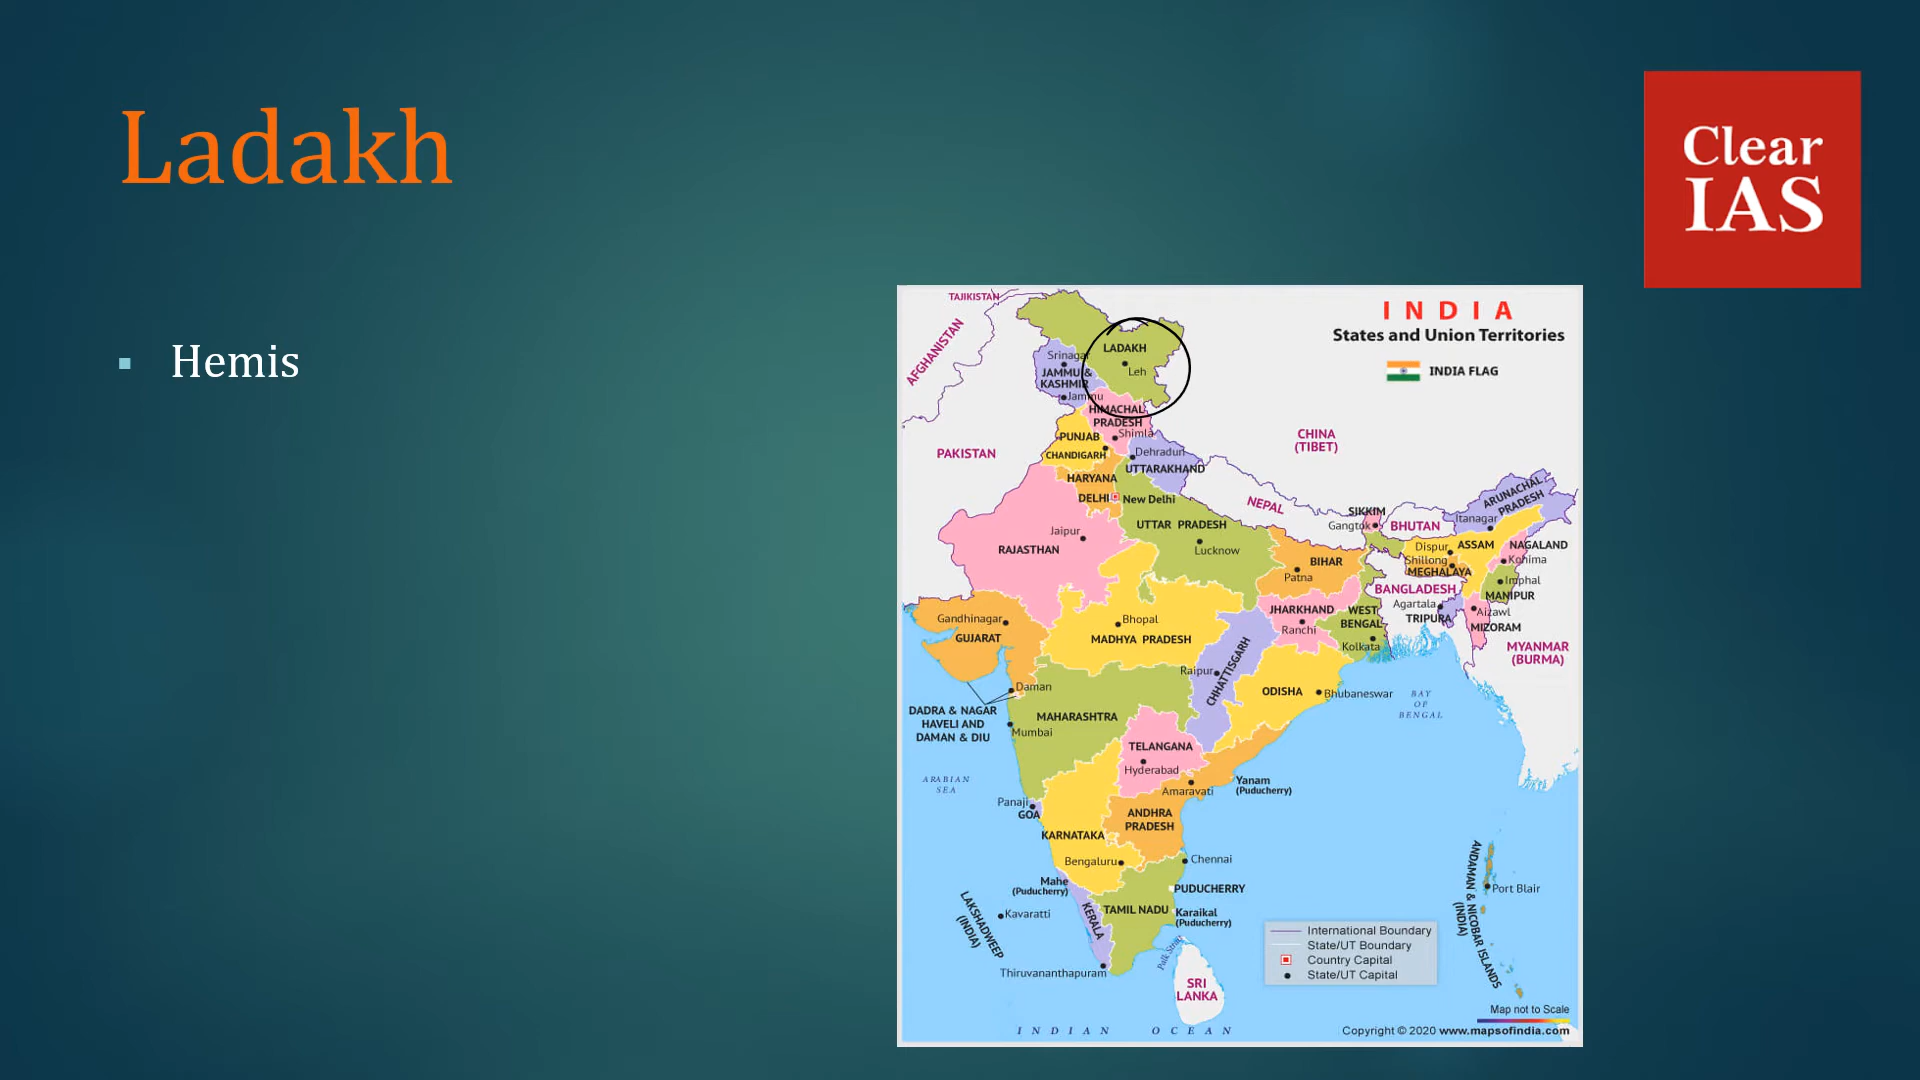 Ladakh
Clear
IAS
Hemis
INDIA
States and Union Territories
INDIA FLAG
TAJIKISTAN
AFGHANISTAN
LADAKH
Leh
Srinagar
JAMMU &
KASHMIR
Jammu
HIMACHAL
PRADESH
Shimla
PUNJAB
CHANDIGARH
Dehradun
UTTARAKHAND
PAKISTAN
CHINA
(TIBET)
HARYANA
DELHI
New Delhi
NEPAL
SIKKIM
Gangtok
BHUTAN
ARUNACHAL
PRADESH
Itanagar
Jaipur
RAJASTHAN
UTTAR PRADESH
Lucknow
BIHAR
Patna
Dispur
ASSAM
NAGALAND
Shillong
Kohima
MEGHALAYA
Imphal
MANIPUR
BANGLADESH
Agartala
TRIPURA
Aizawl
MIZORAM
MYANMAR
(BURMA)
Gandhinagar
GUJARAT
Bhopal
MADHYA PRADESH
JHARKHAND
Ranchi
WEST
BENGAL
Kolkata
CHHATTISGARH
Raipur
ODISHA
Bhubaneswar
BAY
OF
BENGAL
Daman
DADRA & NAGAR
HAVELI AND
DAMAN & DIU
MAHARASHTRA
Mumbai
TELANGANA
Hyderabad
ARABIAN
SEA
Amaravati
Yanam
(Puducherry)
Panaji
GOA
ANDHRA
PRADESH
KARNATAKA
Bengaluru
Chennai
Mahe
(Puducherry)
PUDUCHERRY
KERALA
TAMIL NADU
Karaikal
(Puducherry)
LAKSHADWEEP
(INDIA)
Kavaratti
Thiruvananthapuram
Palk Strait
SRI
LANKA
ANDAMAN & NICOBAR ISLANDS
(INDIA)
Port Blair
International Boundary
State/UT Boundary
Country Capital
State/UT Capital
Map not to Scale
INDIAN OCEAN
Copyright © 2020 www.mapsofindia.com